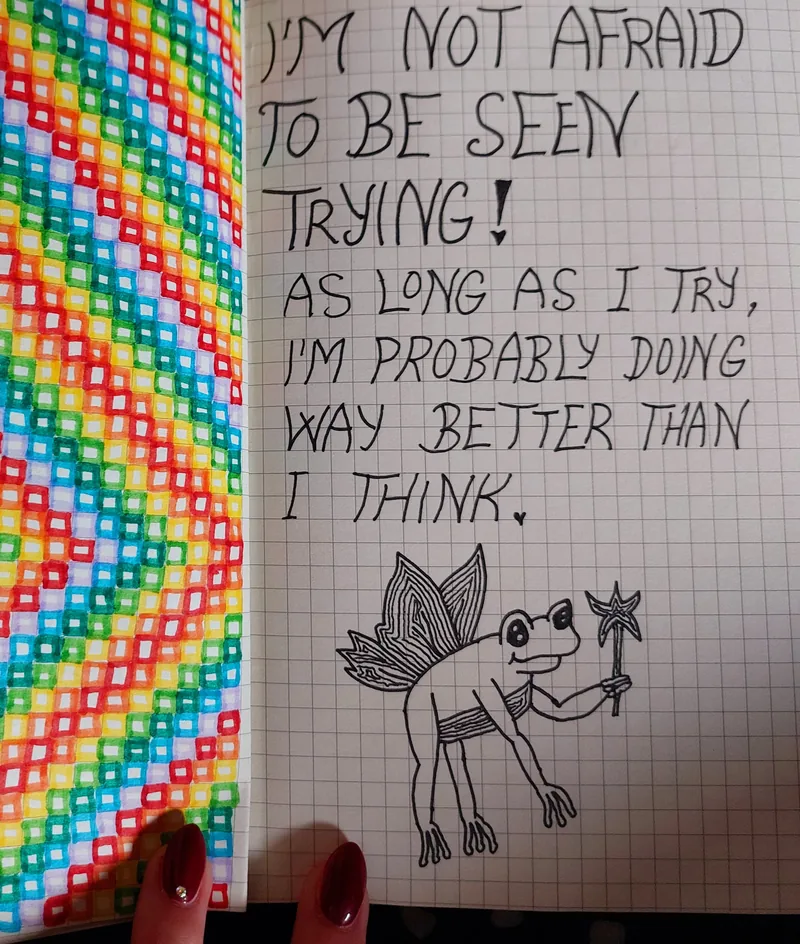 I'M NOT AFRAID
TO BE SEEN
TRYING!
AS LONG AS I TRY,
I'M PROBABLY DOING
WAY BETTER THAN
I THINK.